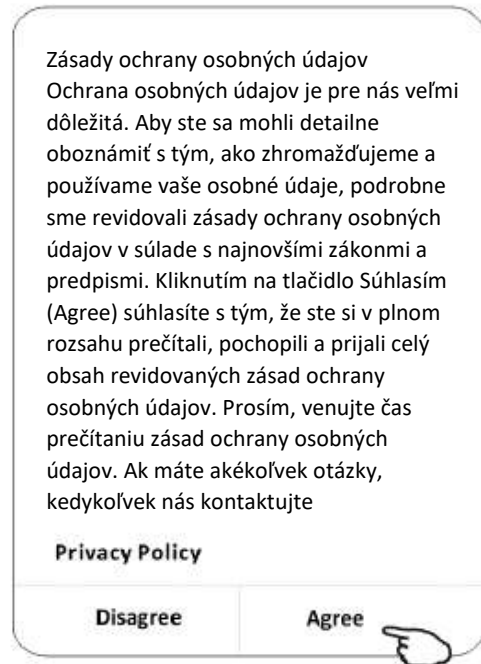 Zásady ochrany osobných údajov
Ochrana osobných údajov je pre nás veľmi
dôležitá. Aby ste sa mohli detailne
oboznámiť s tým, ako zhromažďujeme a
používame vaše osobné údaje, podrobne
sme revidovali zásady ochrany osobných
údajov v súlade s najnovšími zákonmi a
predpismi. Kliknutím na tlačidlo Súhlasím
(Agree) súhlasíte s tým, že ste si v plnom
rozsahu prečítali, pochopili a prijali celý
obsah revidovaných zásad ochrany
osobných údajov. Prosím, venujte čas
prečítaniu zásad ochrany osobných
údajov. Ak máte akékoľvek otázky,
kedykoľvek nás kontaktujte
Privacy Policy
Disagree Agree